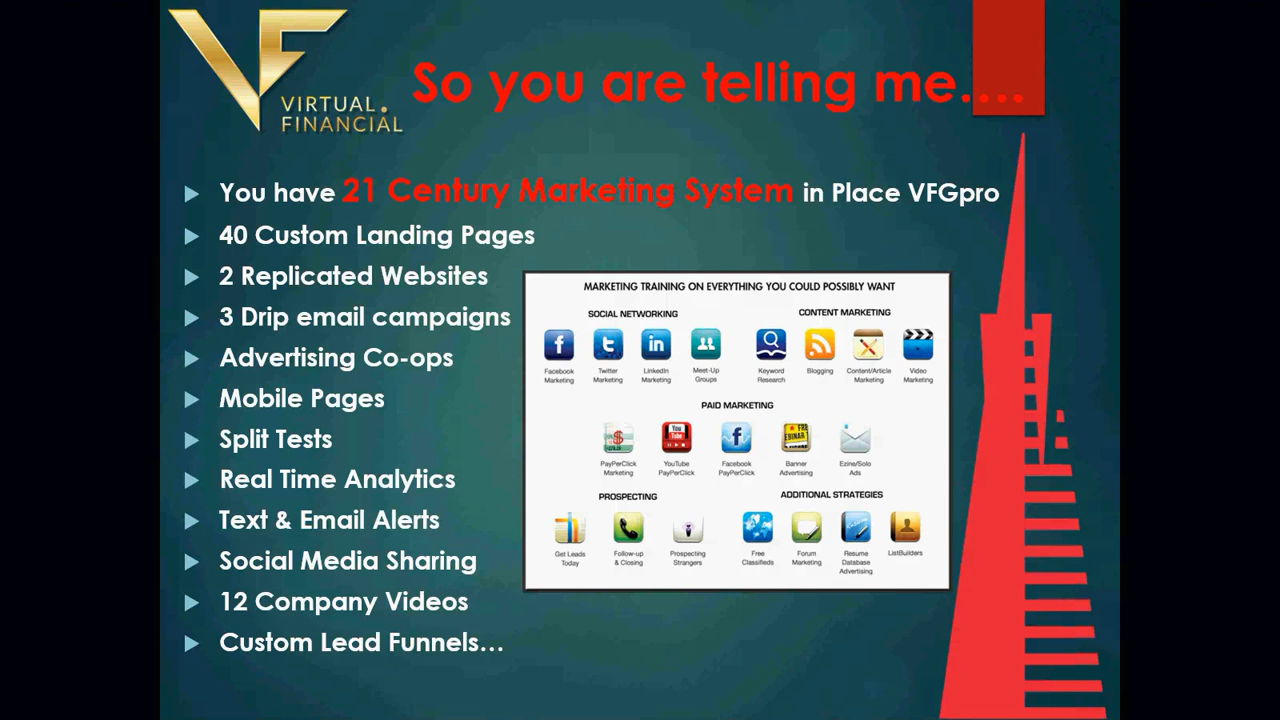 VIRTUAL.
FINANCIAL
So you are telling me....
You have 21 Century Marketing System in Place VFGpro
40 Custom Landing Pages
2 Replicated Websites
3 Drip email campaigns
Advertising Co-ops
Mobile Pages
Split Tests
Real Time Analytics
Text & Email Alerts
Social Media Sharing
12 Company Videos
Custom Lead Funnels…
MARKETING TRAINING ON EVERYTHING YOU COULD POSSIBLY WANT
SOCIAL NETWORKING
Facebook Marketing
Twitter Marketing
LinkedIn Marketing
Meet-Up Groups
CONTENT MARKETING
Keyword Research
Blogging
Content/Article Marketing
Video Marketing
PAID MARKETING
PayPerClick Marketing
You Tube
YouTube PayPerClick
Facebook PayPerClick
Banner Advertising
Ezine/Solo Ads
PROSPECTING
Get Leads Today
Follow-up & Closing
Prospecting Strangers
ADDITIONAL STRATEGIES
Free Classifieds
Forum Marketing
Resume Database Advertising
ListBuilders